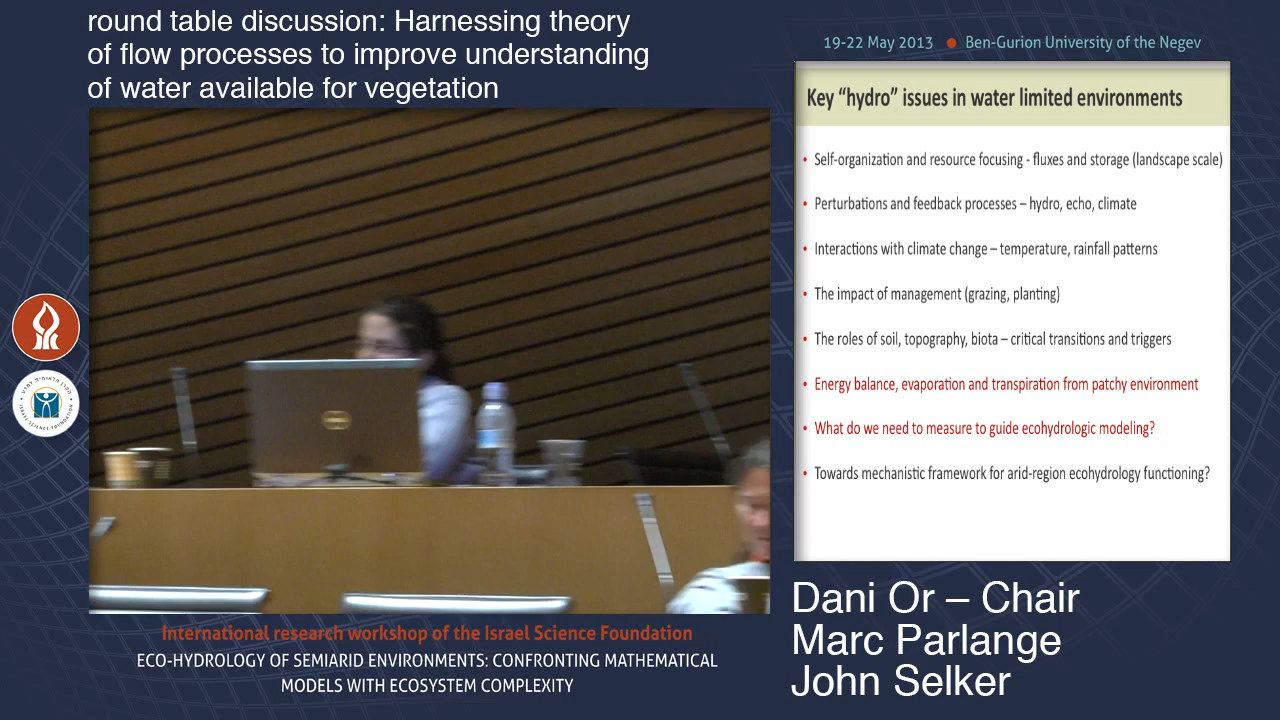 round table discussion: Harnessing theory
of flow processes to improve understanding
of water available for vegetation
19-22 May 2013 • Ben-Gurion University of the Negev
Key “hydro” issues in water limited environments
• Self-organization and resource focusing - fluxes and storage (landscape scale)
• Perturbations and feedback processes – hydro, echo, climate
• Interactions with climate change – temperature, rainfall patterns
• The impact of management (grazing, planting)
• The roles of soil, topography, biota – critical transitions and triggers
• Energy balance, evaporation and transpiration from patchy environment
• What do we need to measure to guide ecohydrologic modeling?
• Towards mechanistic framework for arid-region ecohydrology functioning?
Dani Or – Chair
Marc Parlange
John Selker
International research workshop of the Israel Science Foundation
ECO-HYDROLOGY OF SEMIARID ENVIRONMENTS: CONFRONTING MATHEMATICAL
MODELS WITH ECOSYSTEM COMPLEXITY
ISRAEL SCIENCE FOUNDATION